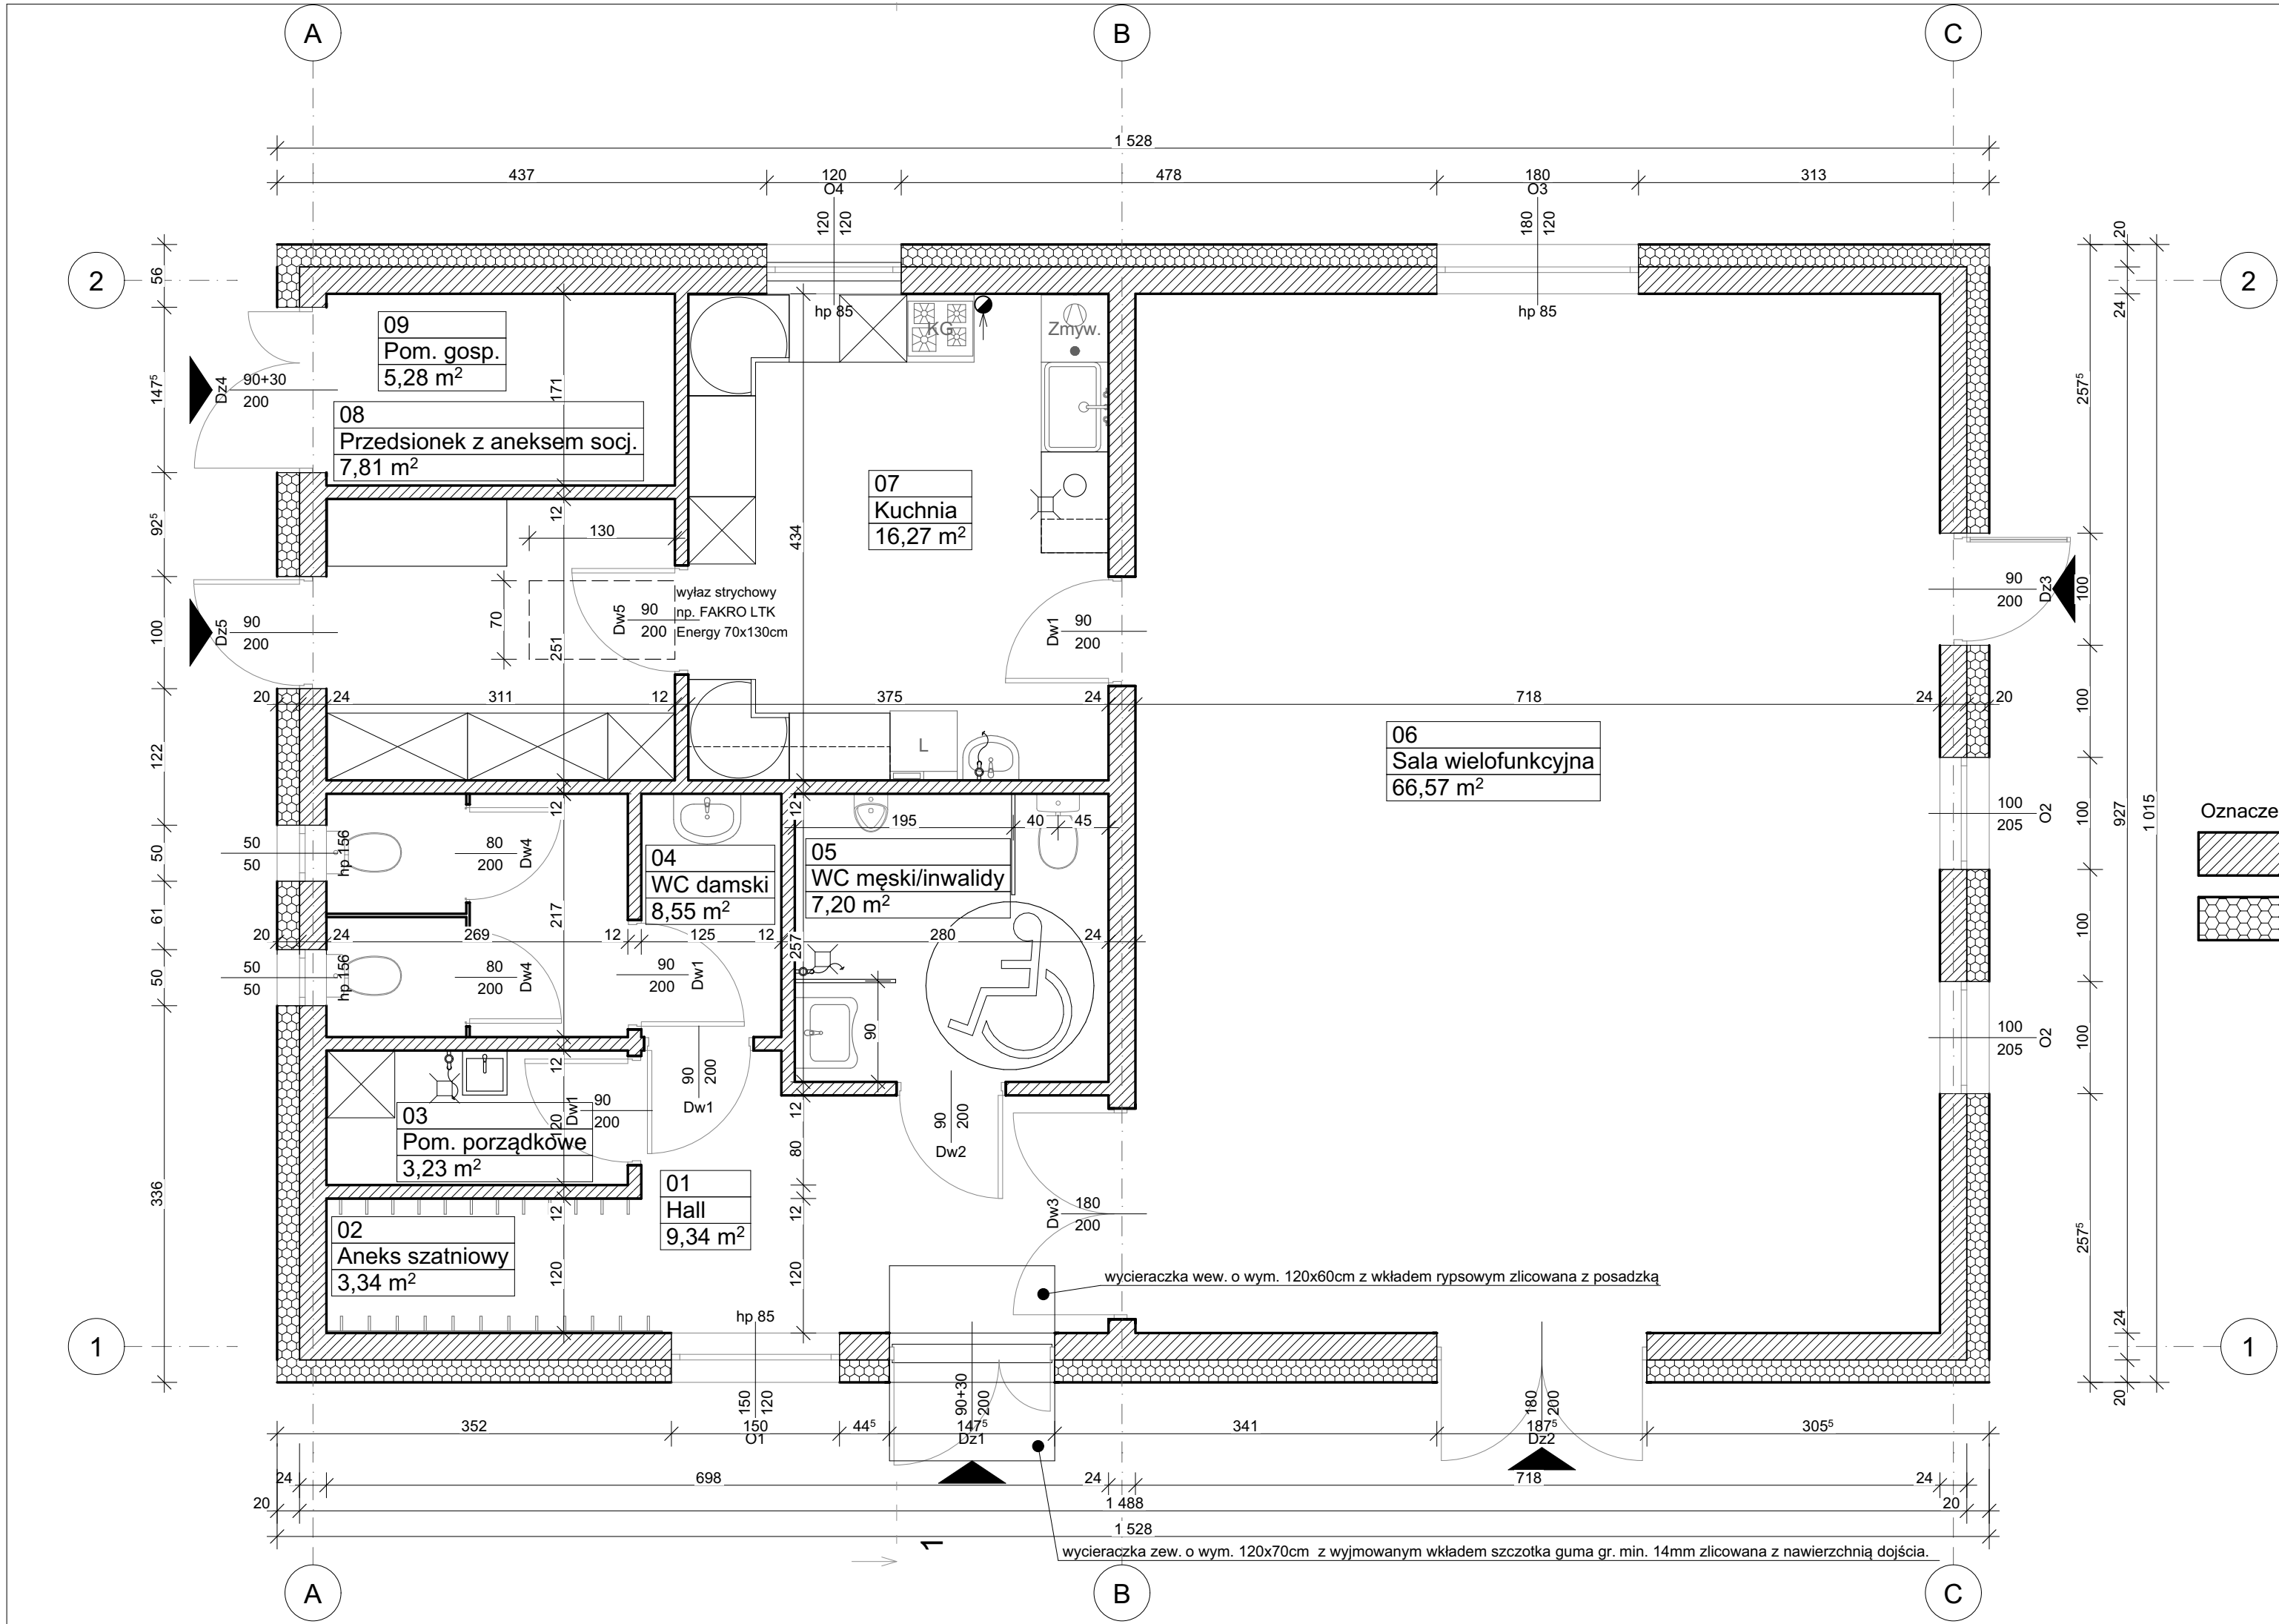 A
B
C
1 528
437
120
478
180
313
O4
O3
120
120
180
120
20
2
2
56
24
hp 85
hp 85
KG
Zmyw.
09
Pom. gosp.
5,28 m²
171
147⁵
Dz4
90+30
200
257⁵
08
Przedsionek z aneksem socj.
7,81 m²
07
Kuchnia
16,27 m²
92⁵
12
130
434
wyłaz strychowy
np. FAKRO LTK
Energy 70x130cm
70
Dw5
90
200
Dw1
90
200
90
200
Dz3
100
100
Dz5
90
200
251
20
24
311
12
375
24
718
24
20
100
122
L
06
Sala wielofunkcyjna
66,57 m²
927
1 015
100
100
205
O2
Oznacze
12
12
195
40
45
50
50
50
hp 156
80
200
Dw4
04
WC damski
8,55 m²
05
WC męski/inwalidy
7,20 m²
61
217
100
20
24
269
12
125
12
257
280
24
50
50
50
hp 156
80
200
Dw4
90
200
Dw1
90
100
100
205
O2
12
90
200
Dw1
03
Pom. porządkowe
3,23 m²
Dw1
90
200
120
12
90
200
Dw2
80
336
01
Hall
9,34 m²
12
12
Dw3
180
200
257⁵
02
Aneks szatniowy
3,34 m²
120
120
wycieraczka wew. o wym. 120x60cm z wkładem rypsowym zlicowana z posadzką
hp 85
24
1
1
20
150
120
90+30
200
180
200
352
150
O1
44⁵
147⁵
Dz1
341
187⁵
Dz2
305⁵
24
698
24
718
24
20
1 488
20
1 528
1
wycieraczka zew. o wym. 120x70cm z wyjmowanym wkładem szczotka guma gr. min. 14mm zlicowana z nawierzchnią dojścia.
A
B
C